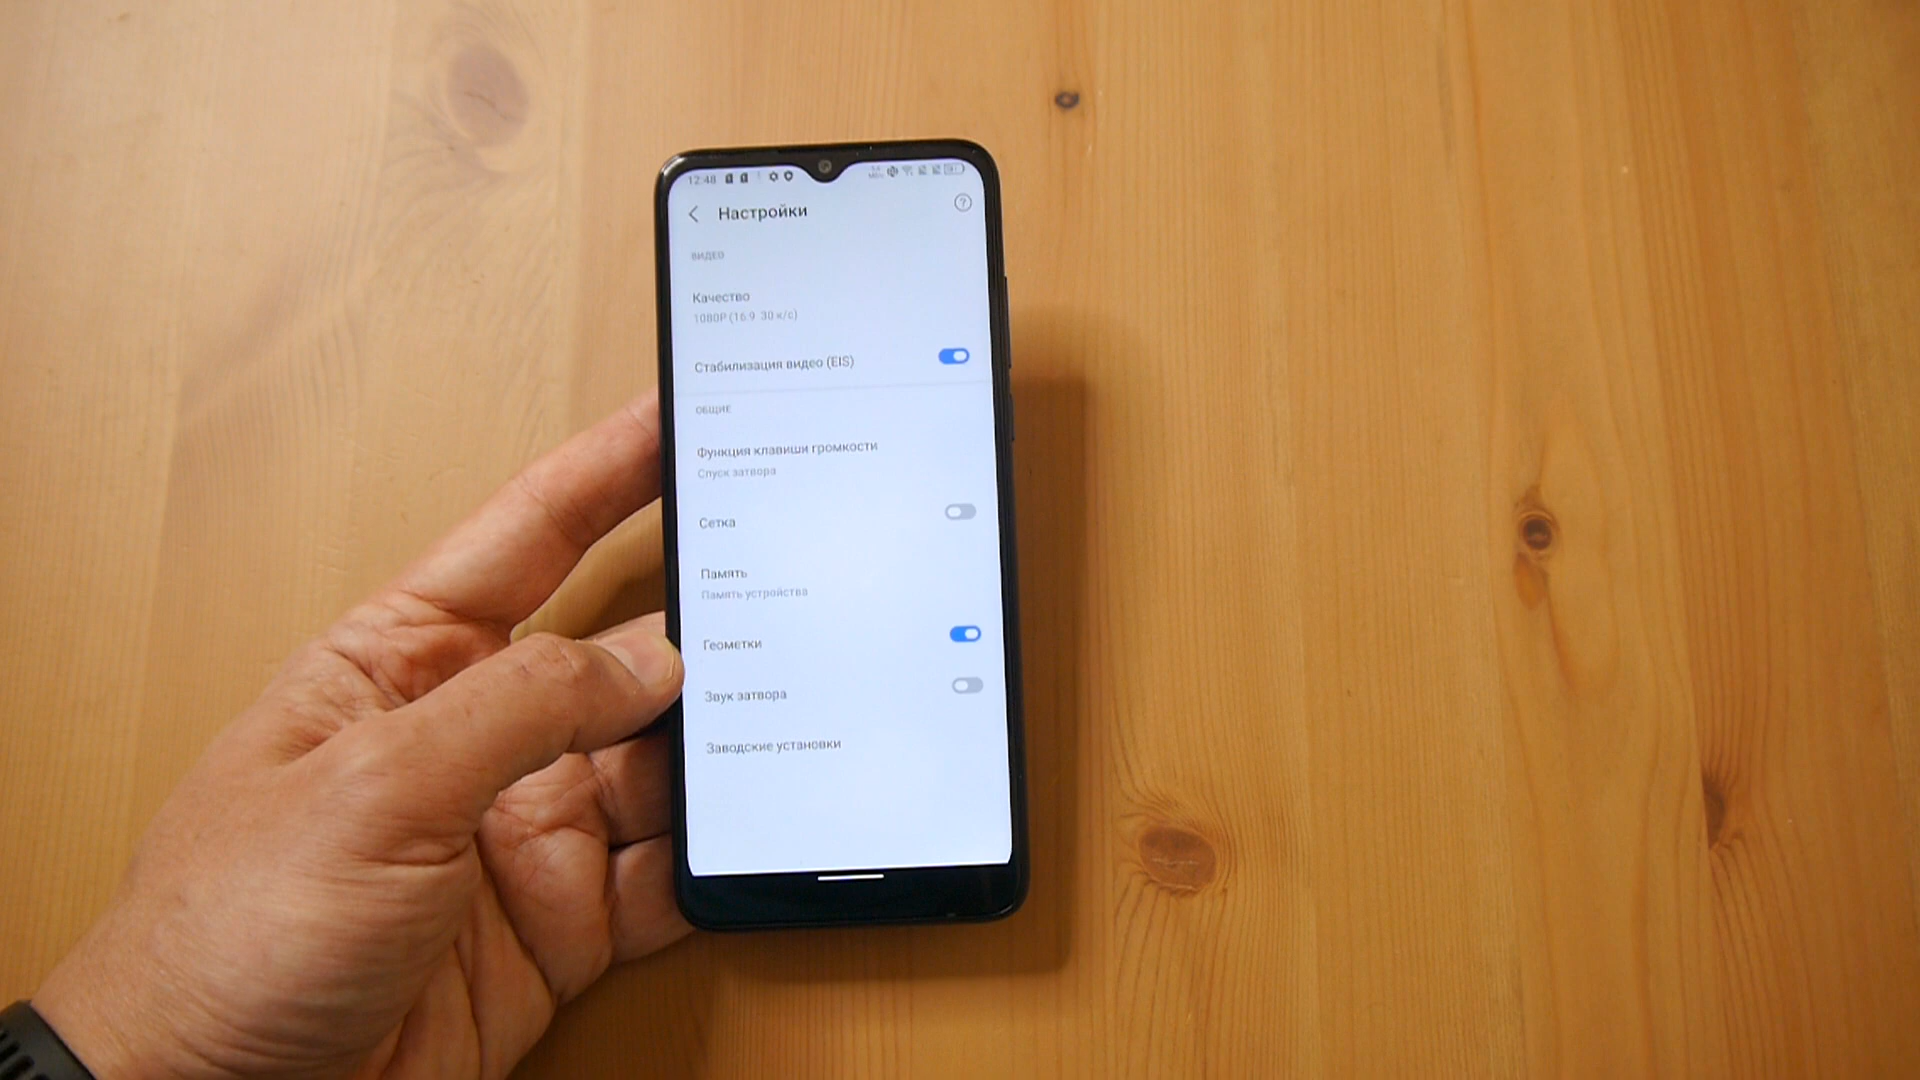 12:48
Настройки
ВИДЕО
Качество
1080P (16:9 30 к/с)
Стабилизация видео (EIS)
ОБЩИЕ
Функция клавиши громкости
Спуск затвора
Сетка
Память
Память устройства
Геометки
Звук затвора
Заводские установки